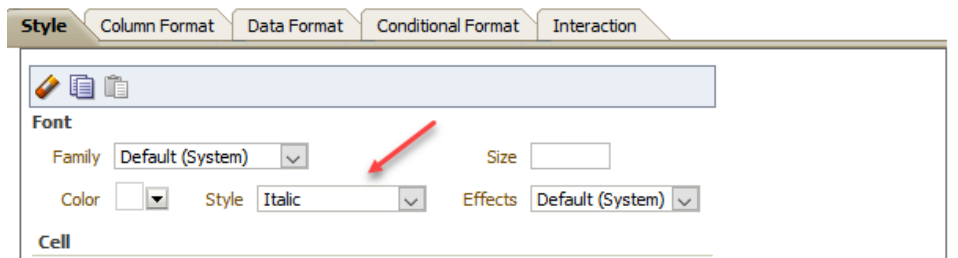 Style Column Format Data Format Conditional Format Interaction
Font
Family Default (System) Size
Color Style Italic Effects Default (System)
Cell